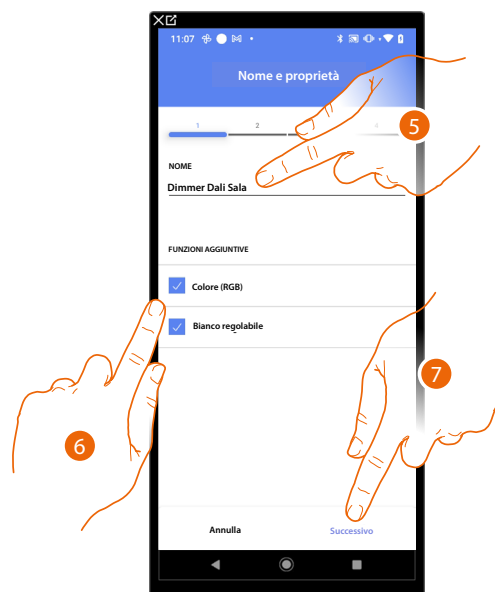 11:07
Nome e proprietà
1 2 4
5
NOME
Dimmer Dali Sala
FUNZIONI AGGIUNTIVE
Colore (RGB)
Bianco regolabile
7
6
Annulla Successivo